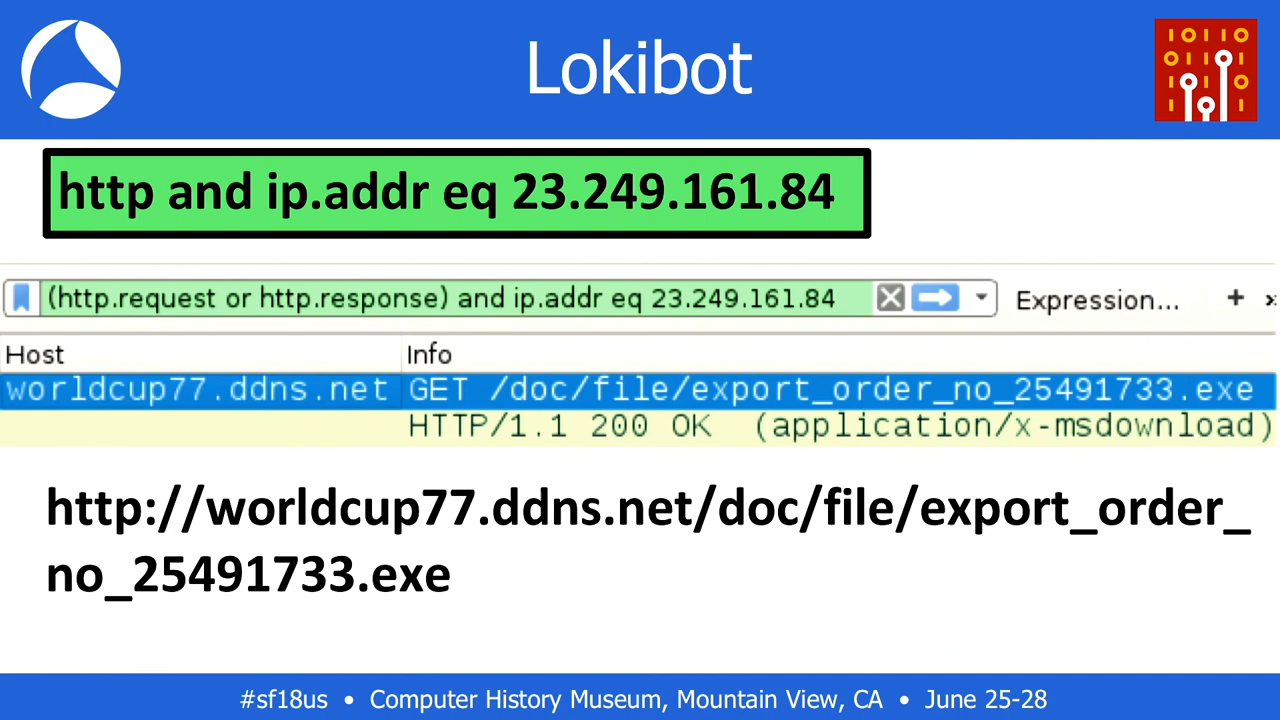 Lokibot
http and ip.addr eq 23.249.161.84
(http.request or http.response) and ip.addr eq 23.249.161.84 Expression... + »
Host Info
worldcup77.ddns.net GET /doc/file/export_order_no_25491733.exe
HTTP/1.1 200 OK (application/x-msdownload)
http://worldcup77.ddns.net/doc/file/export_order_
no_25491733.exe
#sf18us • Computer History Museum, Mountain View, CA • June 25-28